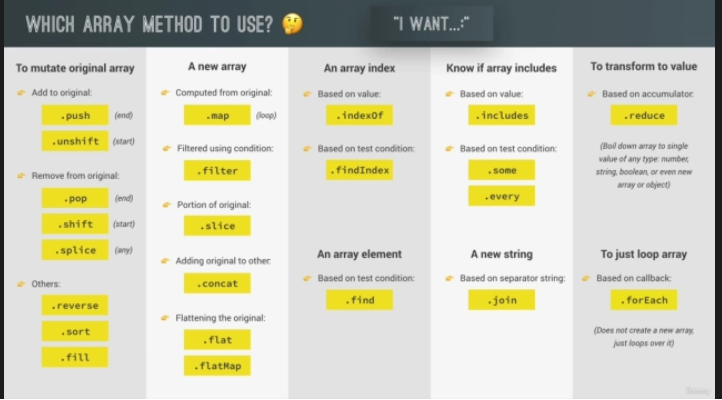 WHICH ARRAY METHOD TO USE? 🤔
"I WANT...:"
To mutate original array
👉 Add to original:
.push (end)
.unshift (start)
👉 Remove from original:
.pop (end)
.shift (start)
.splice (any)
👉 Others:
.reverse
.sort
.fill
A new array
👉 Computed from original:
.map (loop)
👉 Filtered using condition:
.filter
👉 Portion of original:
.slice
👉 Adding original to other:
.concat
👉 Flattening the original:
.flat
.flatMap
An array index
👉 Based on value:
.indexOf
👉 Based on test condition:
.findIndex
An array element
👉 Based on test condition:
.find
Know if array includes
👉 Based on value:
.includes
👉 Based on test condition:
.some
.every
A new string
👉 Based on separator string:
.join
To transform to value
👉 Based on accumulator:
.reduce
(Boil down array to single
value of any type: number,
string, boolean, or even new
array or object)
To just loop array
👉 Based on callback:
.forEach
(Does not create a new array,
just loops over it)